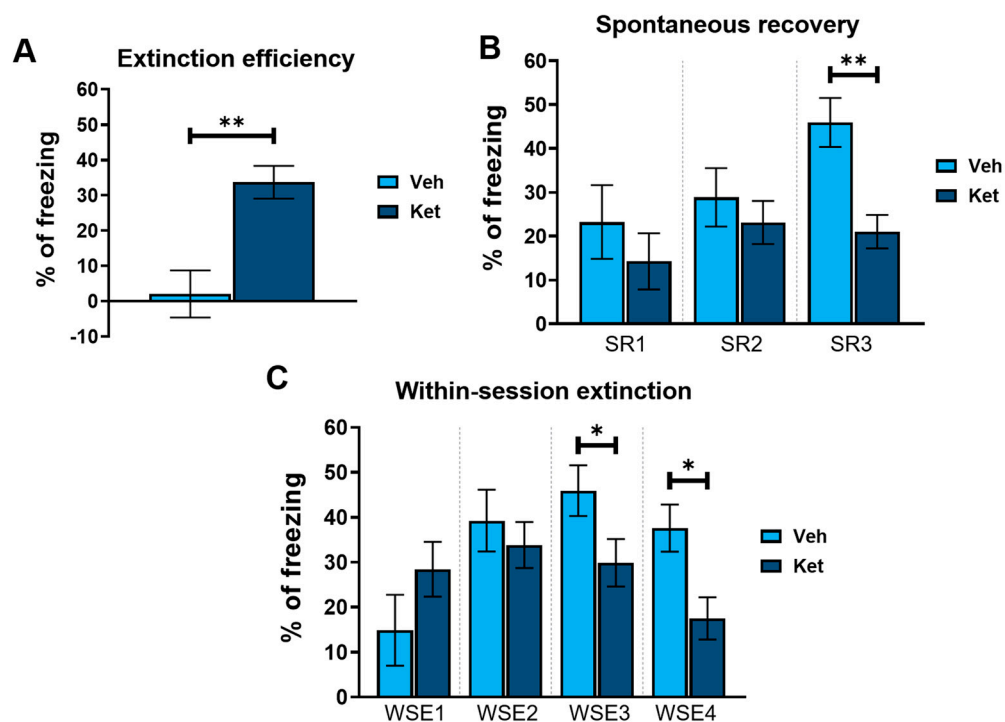 A
Extinction efficiency
% of freezing
60
50
40
30
20
10
0
-10
**
Veh
Ket
B
Spontaneous recovery
% of freezing
60
50
40
30
20
10
0
**
SR1 SR2 SR3
Veh
Ket
C
Within-session extinction
% of freezing
60
50
40
30
20
10
0
*
*
WSE1 WSE2 WSE3 WSE4
Veh
Ket